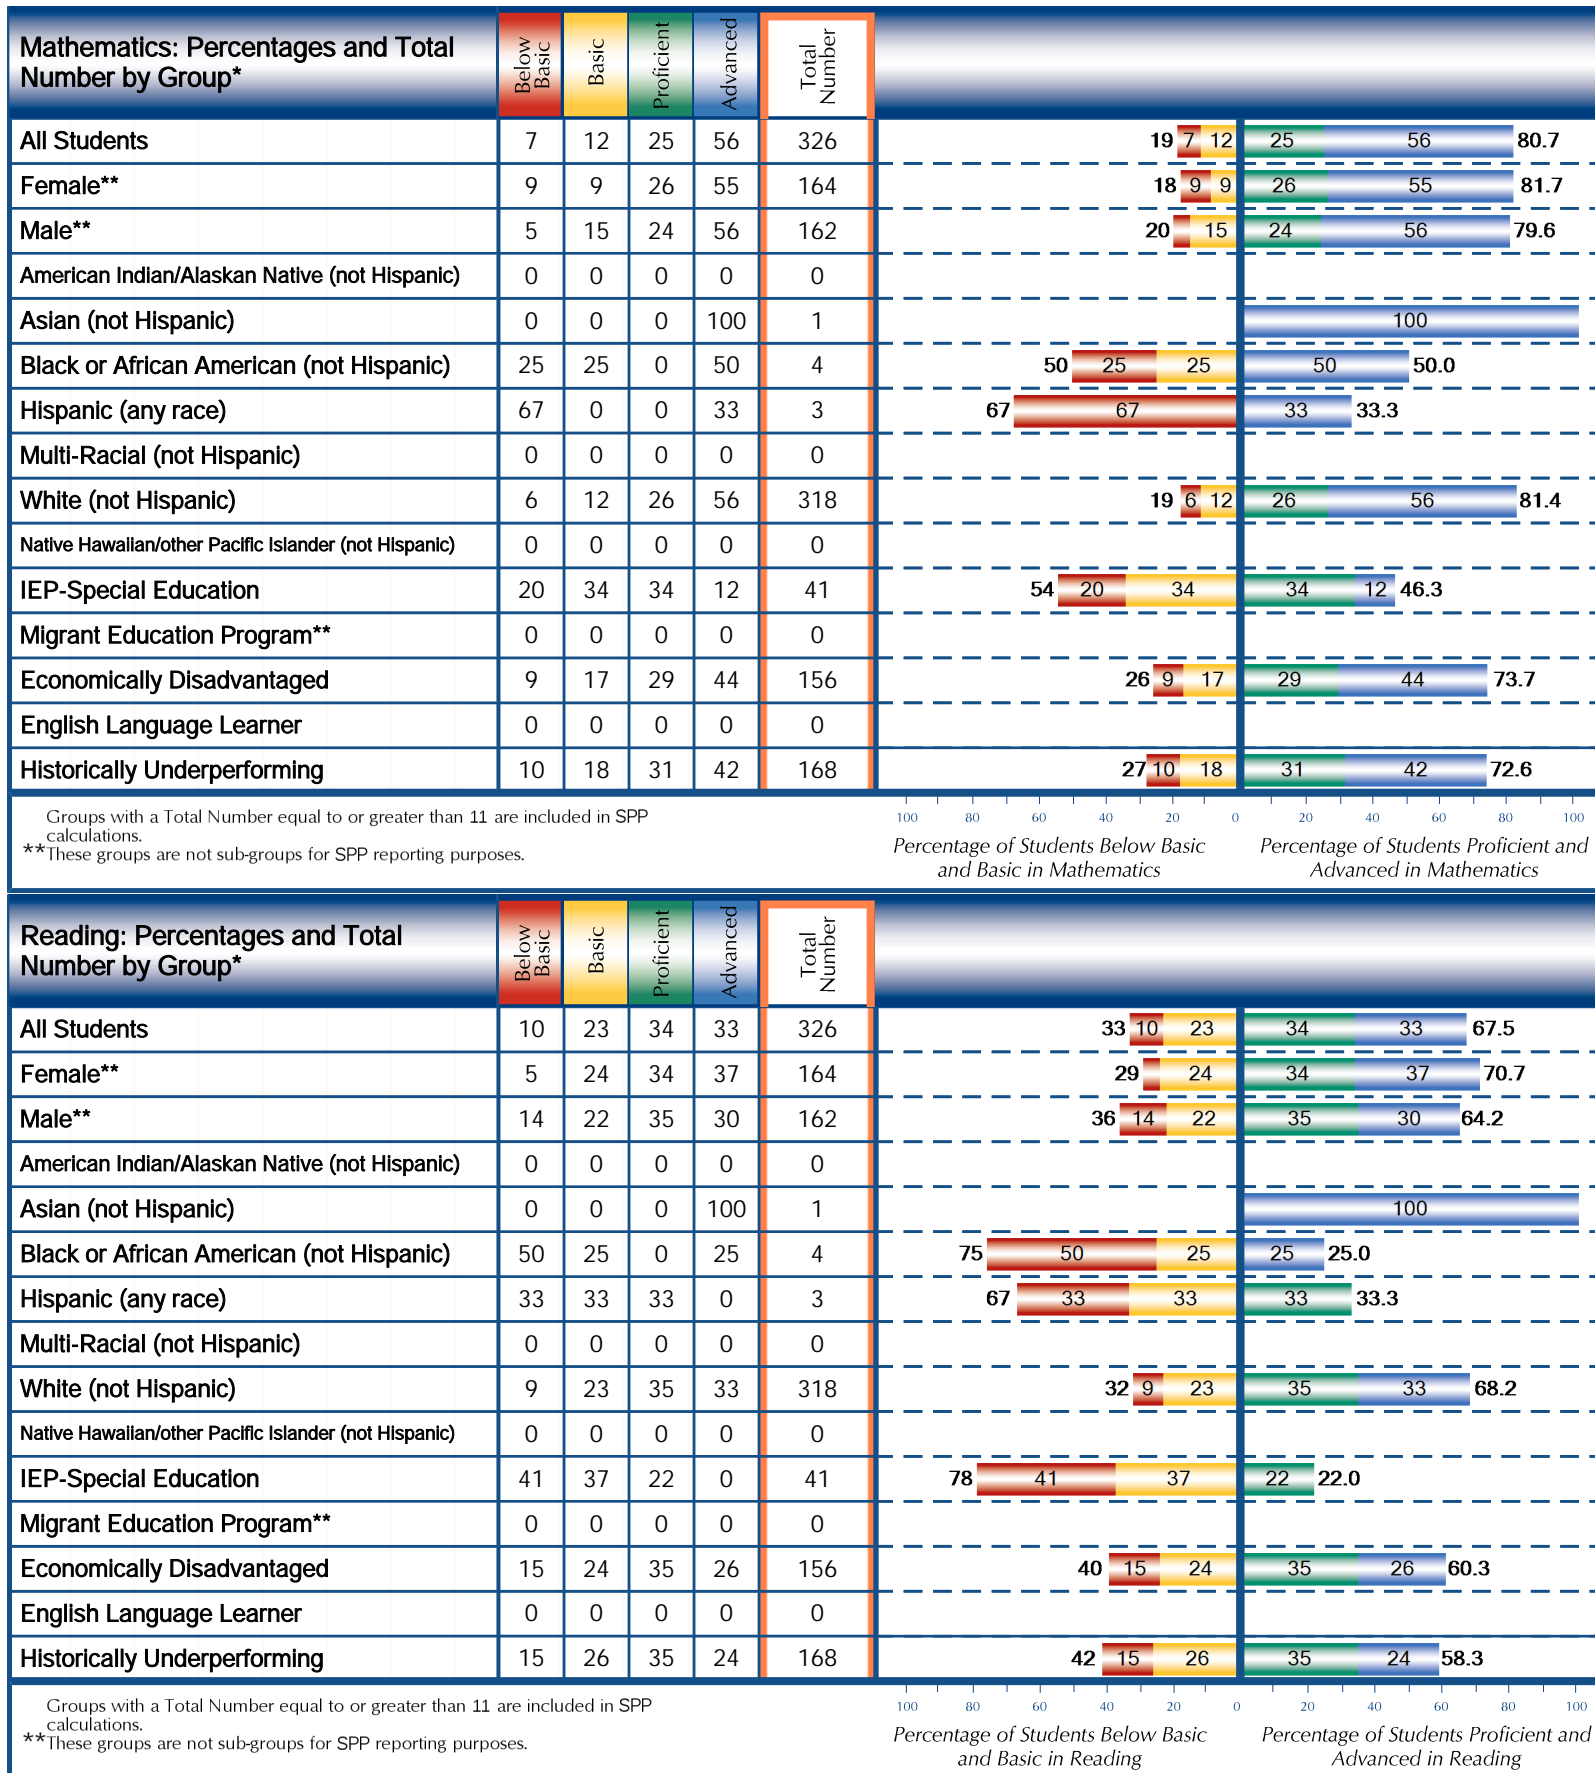 Mathematics: Percentages and Total
Number by Group*
Below
Basic
Basic
Proficient
Advanced
Total
Number
All Students 7 12 25 56 326 19 7 12 25 56 80.7
Female** 9 9 26 55 164 18 9 9 26 55 81.7
Male** 5 15 24 56 162 20 15 24 56 79.6
American Indian/Alaskan Native (not Hispanic) 0 0 0 0 0
Asian (not Hispanic) 0 0 0 100 1 100
Black or African American (not Hispanic) 25 25 0 50 4 50 25 25 50 50.0
Hispanic (any race) 67 0 0 33 3 67 67 33 33.3
Multi-Racial (not Hispanic) 0 0 0 0 0
White (not Hispanic) 6 12 26 56 318 19 6 12 26 56 81.4
Native Hawaiian/other Pacific Islander (not Hispanic) 0 0 0 0 0
IEP-Special Education 20 34 34 12 41 54 20 34 34 12 46.3
Migrant Education Program** 0 0 0 0 0
Economically Disadvantaged 9 17 29 44 156 26 9 17 29 44 73.7
English Language Learner 0 0 0 0 0
Historically Underperforming 10 18 31 42 168 27 10 18 31 42 72.6
Groups with a Total Number equal to or greater than 11 are included in SPP
calculations.
**These groups are not sub-groups for SPP reporting purposes.
100 80 60 40 20 0 20 40 60 80 100
Percentage of Students Below Basic
and Basic in Mathematics
Percentage of Students Proficient and
Advanced in Mathematics
Reading: Percentages and Total
Number by Group*
Below
Basic
Basic
Proficient
Advanced
Total
Number
All Students 10 23 34 33 326 33 10 23 34 33 67.5
Female** 5 24 34 37 164 29 24 34 37 70.7
Male** 14 22 35 30 162 36 14 22 35 30 64.2
American Indian/Alaskan Native (not Hispanic) 0 0 0 0 0
Asian (not Hispanic) 0 0 0 100 1 100
Black or African American (not Hispanic) 50 25 0 25 4 75 50 25 25 25.0
Hispanic (any race) 33 33 33 0 3 67 33 33 33 33.3
Multi-Racial (not Hispanic) 0 0 0 0 0
White (not Hispanic) 9 23 35 33 318 32 9 23 35 33 68.2
Native Hawaiian/other Pacific Islander (not Hispanic) 0 0 0 0 0
IEP-Special Education 41 37 22 0 41 78 41 37 22 22.0
Migrant Education Program** 0 0 0 0 0
Economically Disadvantaged 15 24 35 26 156 40 15 24 35 26 60.3
English Language Learner 0 0 0 0 0
Historically Underperforming 15 26 35 24 168 42 15 26 35 24 58.3
Groups with a Total Number equal to or greater than 11 are included in SPP
calculations.
**These groups are not sub-groups for SPP reporting purposes.
100 80 60 40 20 0 20 40 60 80 100
Percentage of Students Below Basic
and Basic in Reading
Percentage of Students Proficient and
Advanced in Reading